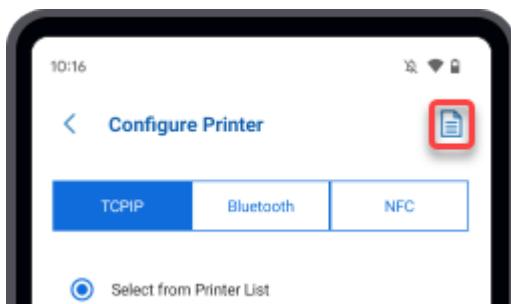 10:16
Configure Printer
TCPIP Bluetooth NFC
Select from Printer List